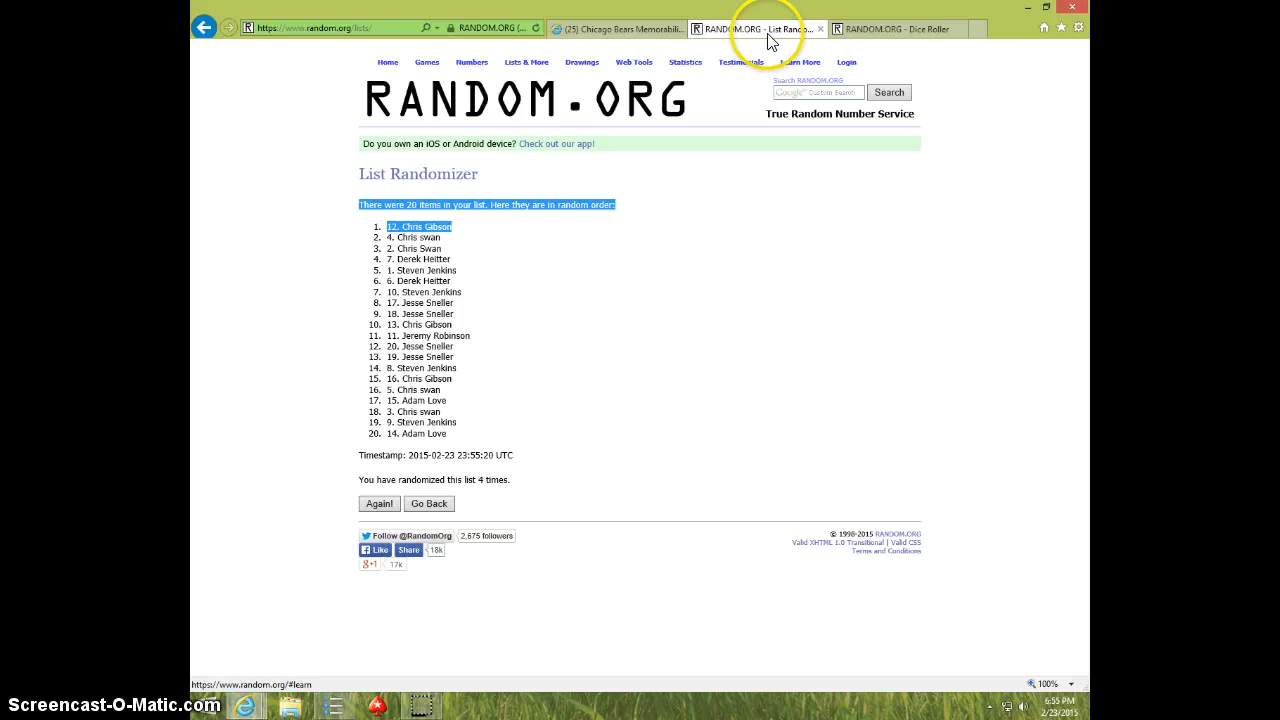 https://www.random.org/lists/
RANDOM.ORG (...
(25) Chicago Bears Memorabili...
RANDOM.ORG - List Rando...
RANDOM.ORG - Dice Roller
Home Games Numbers Lists & More Drawings Web Tools Statistics Testimonials Learn More Login
RANDOM.ORG
Search RANDOM.ORG
Google Custom Search
Search
True Random Number Service
Do you own an iOS or Android device? Check out our app!
List Randomizer
There were 20 items in your list. Here they are in random order:
1. 12. Chris Gibson
2. 4. Chris swan
3. 2. Chris Swan
4. 7. Derek Heitter
5. 1. Steven Jenkins
6. 6. Derek Heitter
7. 10. Steven Jenkins
8. 17. Jesse Sneller
9. 18. Jesse Sneller
10. 13. Chris Gibson
11. 11. Jeremy Robinson
12. 20. Jesse Sneller
13. 19. Jesse Sneller
14. 8. Steven Jenkins
15. 16. Chris Gibson
16. 5. Chris swan
17. 15. Adam Love
18. 3. Chris swan
19. 9. Steven Jenkins
20. 14. Adam Love
Timestamp: 2015-02-23 23:55:20 UTC
You have randomized this list 4 times.
Again! Go Back
Follow @RandomOrg 2,675 followers
Like Share 18k
g+1 17k
© 1998-2015 RANDOM.ORG
Valid XHTML 1.0 Transitional | Valid CSS
Terms and Conditions
https://www.random.org/#learn
100%
Screencast-O-Matic.com
6:55 PM
2/23/2015